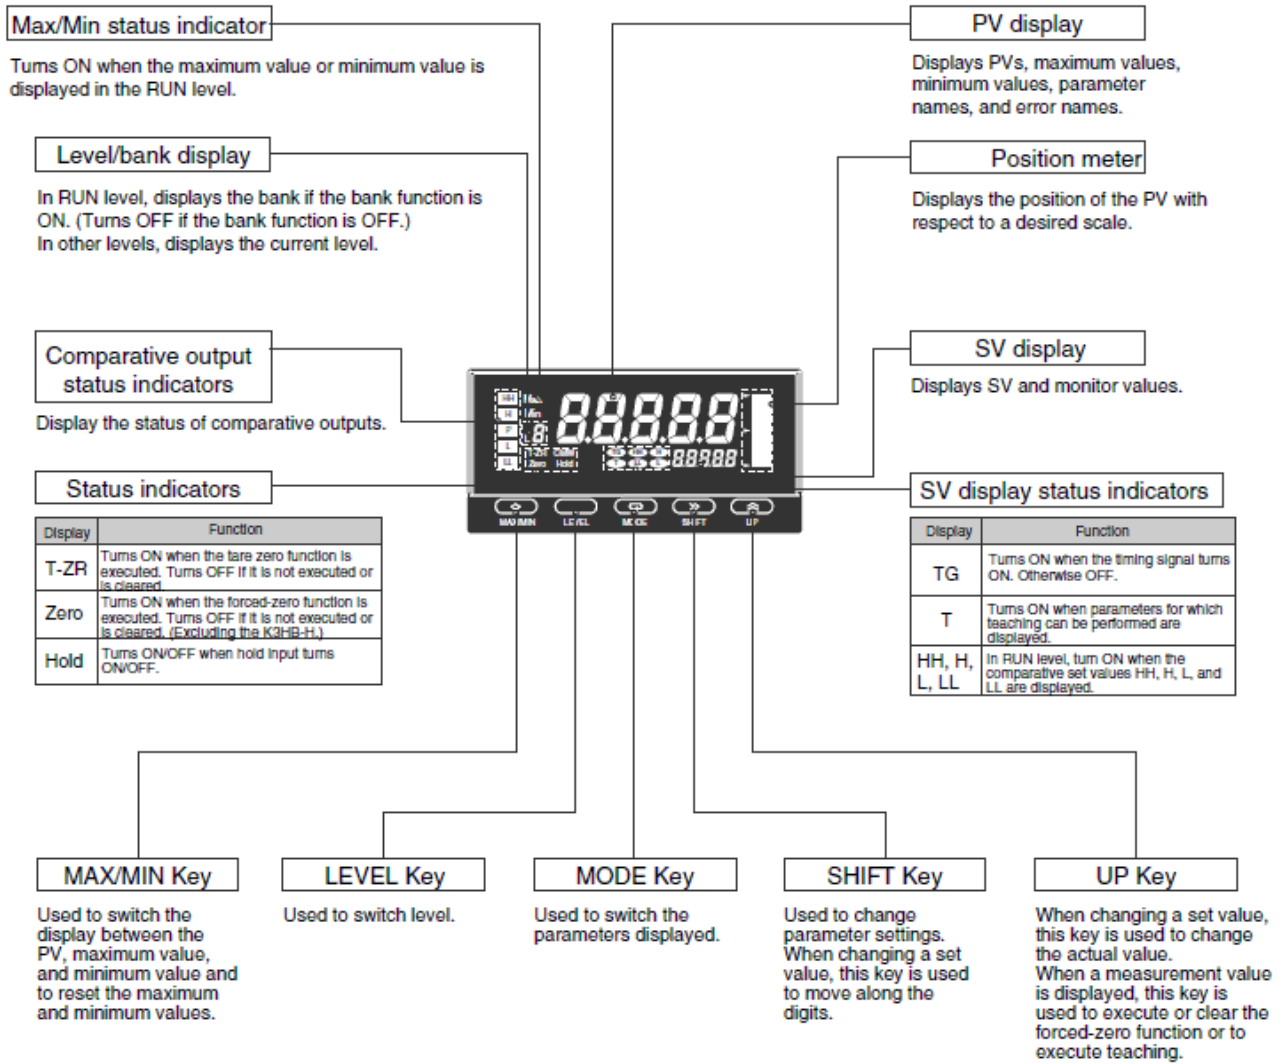 Max/Min status indicator
Turns ON when the maximum value or minimum value is
displayed in the RUN level.
Level/bank display
In RUN level, displays the bank if the bank function is
ON. (Turns OFF if the bank function is OFF.)
In other levels, displays the current level.
Comparative output
status indicators
Display the status of comparative outputs.
Status indicators
Display Function
T-ZR Turns ON when the tare zero function is
executed. Turns OFF if it is not executed or
is cleared.
Zero Turns ON when the forced-zero function is
executed. Turns OFF if it is not executed or
is cleared. (Excluding the K3HB-H.)
Hold Turns ON/OFF when hold input turns
ON/OFF.
PV display
Displays PVs, maximum values,
minimum values, parameter
names, and error names.
Position meter
Displays the position of the PV with
respect to a desired scale.
SV display
Displays SV and monitor values.
SV display status indicators
Display Function
TG Turns ON when the timing signal turns
ON. Otherwise OFF.
T Turns ON when parameters for which
teaching can be performed are
displayed.
HH, H,
L, LL
In RUN level, turn ON when the
comparative set values HH, H, L, and
LL are displayed.
HH
H
P
L
LL
Min
T-ZR
Zero Hold
88888
88888
MAX/MIN LEVEL MODE SHIFT UP
MAX/MIN Key
Used to switch the
display between the
PV, maximum value,
and minimum value and
to reset the maximum
and minimum values.
LEVEL Key
Used to switch level.
MODE Key
Used to switch the
parameters displayed.
SHIFT Key
Used to change
parameter settings.
When changing a set
value, this key is used
to move along the
digits.
UP Key
When changing a set value,
this key is used to change
the actual value.
When a measurement value
is displayed, this key is
used to execute or clear the
forced-zero function or to
execute teaching.